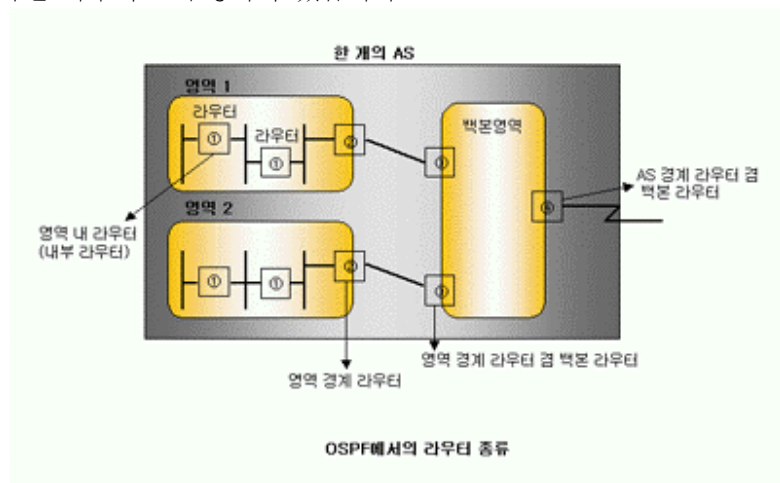 한 개의 AS
영역 1
라우터
라우터
①
①
②
③
백본영역
④
AS 경계 라우터 겸
백본 라우터
영역 내 라우터
(내부 라우터)
영역 2
①
①
②
③
영역 경계 라우터 겸 백본 라우터
영역 경계 라우터
OSPF에서의 라우터 종류